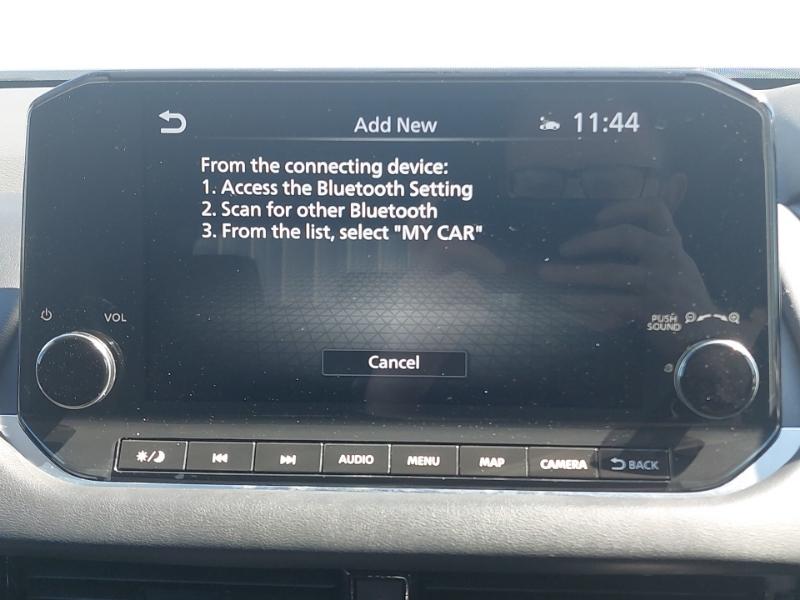 Add New 11:44
From the connecting device:
1. Access the Bluetooth Setting
2. Scan for other Bluetooth
3. From the list, select "MY CAR"
VOL
PUSH
SOUND
Cancel
AUDIO MENU MAP CAMERA BACK